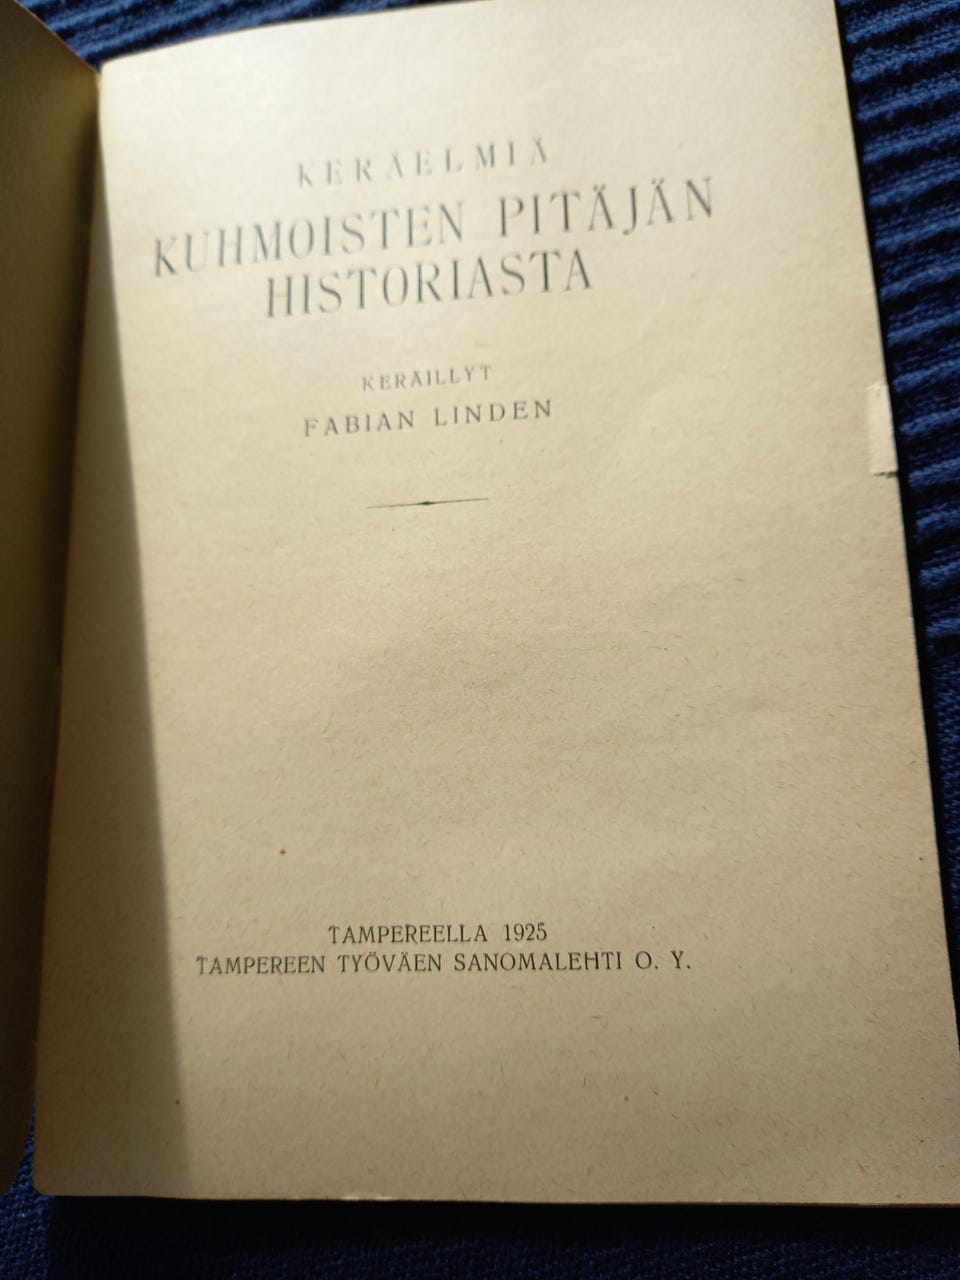 KERÄELMIÄ
KUHMOISTEN PITÄJÄN
HISTORIASTA
KERÄILLYT
FABIAN LINDEN
TAMPEREELLA 1925
TAMPEREEN TYÖVÄEN SANOMALEHTI O. Y.